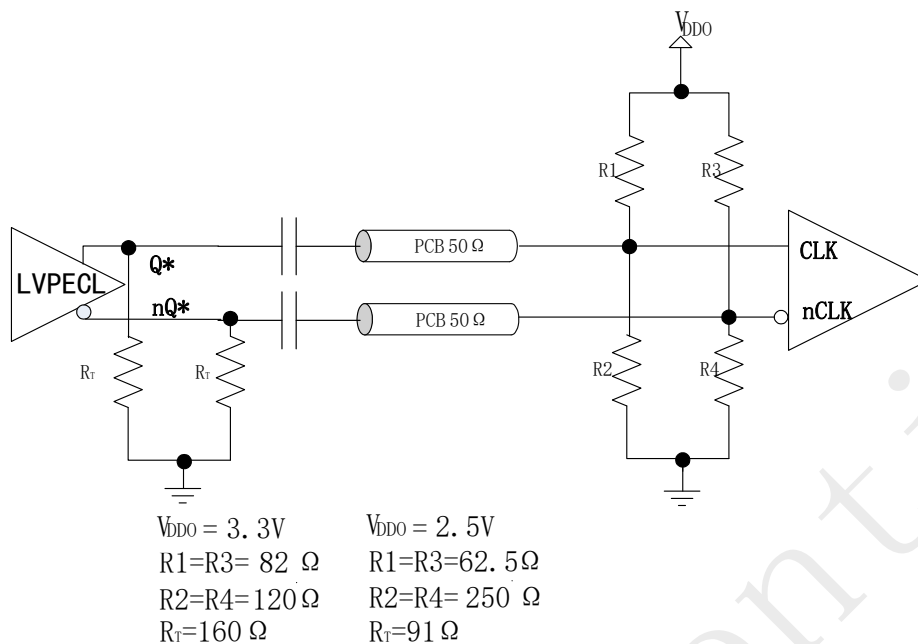 VDDO
R1
R3
PCB 50 Ω
CLK
Q*
LVPECL
nQ*
PCB 50 Ω
nCLK
RT
RT
R2
R4
VDDO = 3.3V
VDDO = 2.5V
R1=R3= 82 Ω
R1=R3=62.5Ω
R2=R4=120Ω
R2=R4= 250 Ω
RT=160 Ω
RT=91Ω